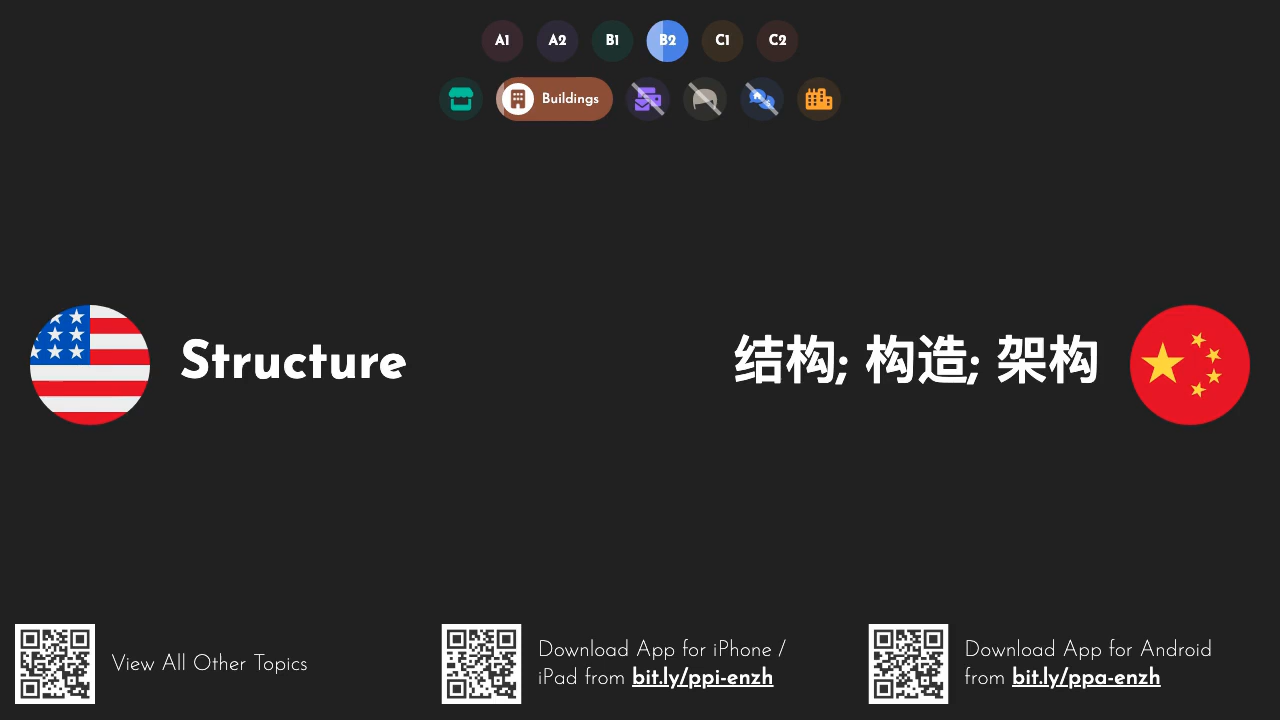 A1 A2 B1 B2 C1 C2
Buildings
Structure
结构; 构造; 架构
View All Other Topics
Download App for iPhone /
iPad from bit.ly/ppi-enzh
Download App for Android
from bit.ly/ppa-enzh